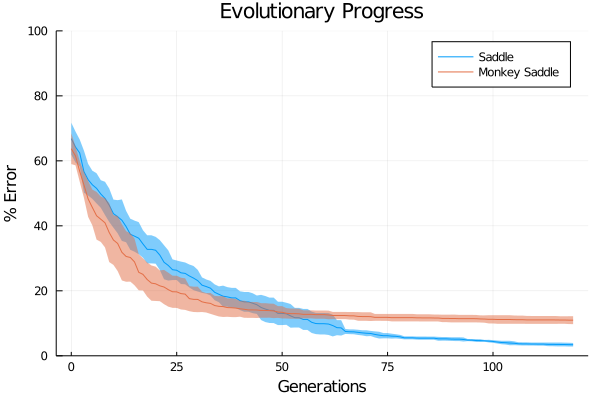 Evolutionary Progress
100
80
60
40
20
0
% Error
Saddle
Monkey Saddle
0 25 50 75 100
Generations